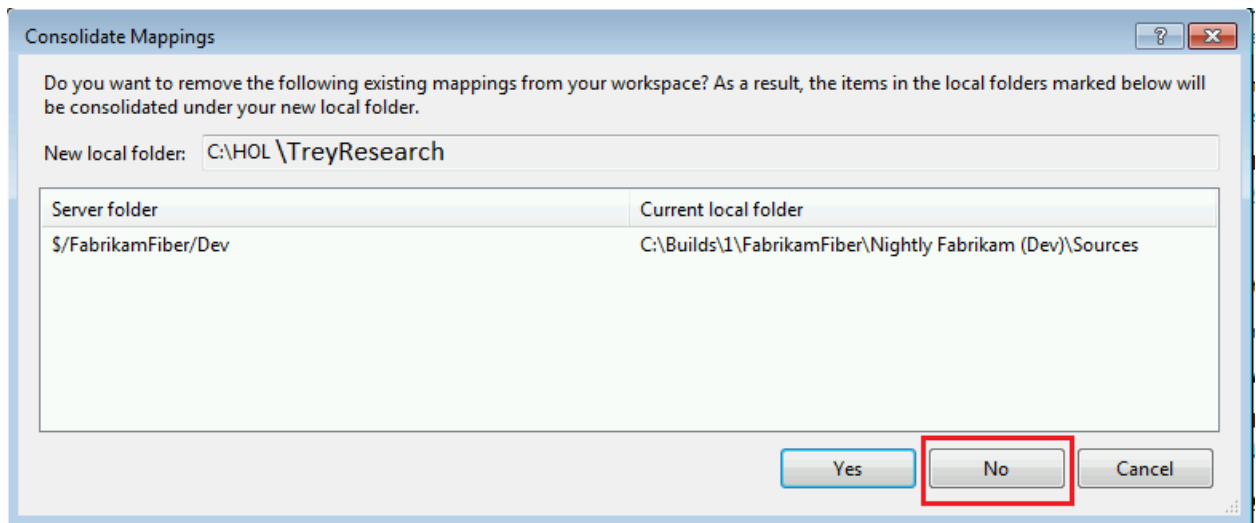 Consolidate Mappings
Do you want to remove the following existing mappings from your workspace? As a result, the items in the local folders marked below will
be consolidated under your new local folder.
New local folder: C:\HOL \TreyResearch
Server folder Current local folder
$/FabrikamFiber/Dev C:\Builds\1\FabrikamFiber\Nightly Fabrikam (Dev)\Sources
Yes No Cancel